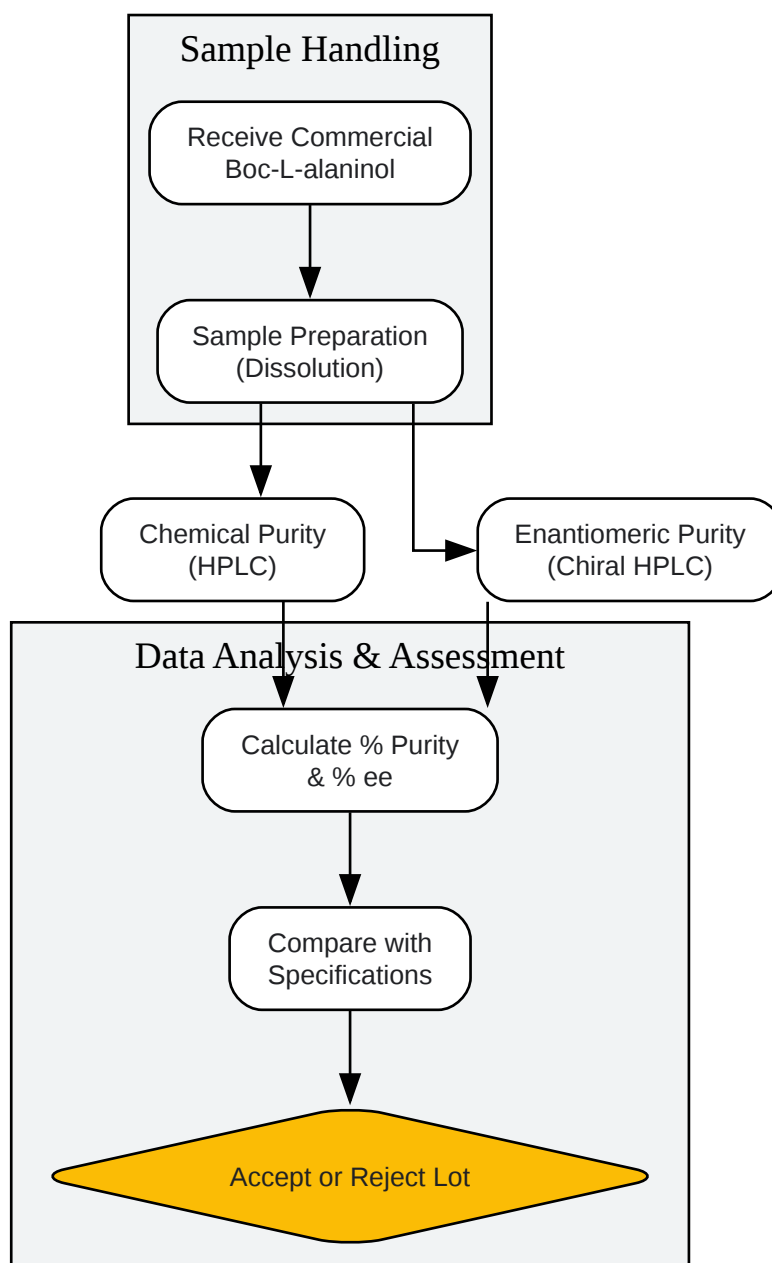 Sample Handling
Receive Commercial
Boc-L-alaninol
Sample Preparation
(Dissolution)
Chemical Purity
(HPLC)
Enantiomeric Purity
(Chiral HPLC)
Data Analysis & Assessment
Calculate % Purity
& % ee
Compare with
Specifications
Accept or Reject Lot